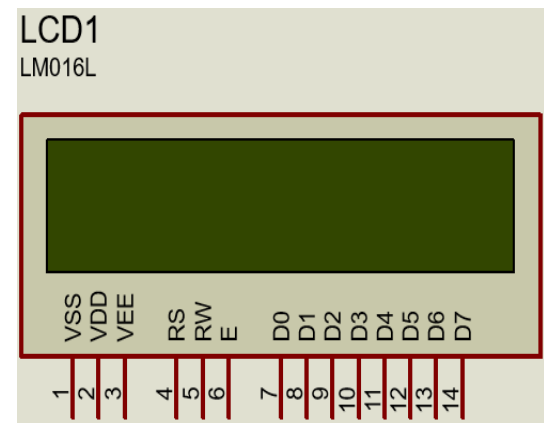 LCD1
LM016L
VSS VDD VEE RS RW E D0 D1 D2 D3 D4 D5 D6 D7
1 2 3 4 5 6 7 8 9 10 11 12 13 14